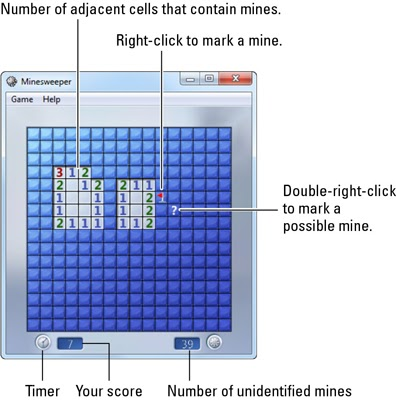 Number of adjacent cells that contain mines.
Right-click to mark a mine.
Minesweeper
Game Help
3 1 2
2 1 2 2 1 1
1 1 1 2
1 1 1 2 ?
2 1 1 1 1 1 2
Double-right-click
to mark a
possible mine.
7 39
Timer Your score Number of unidentified mines